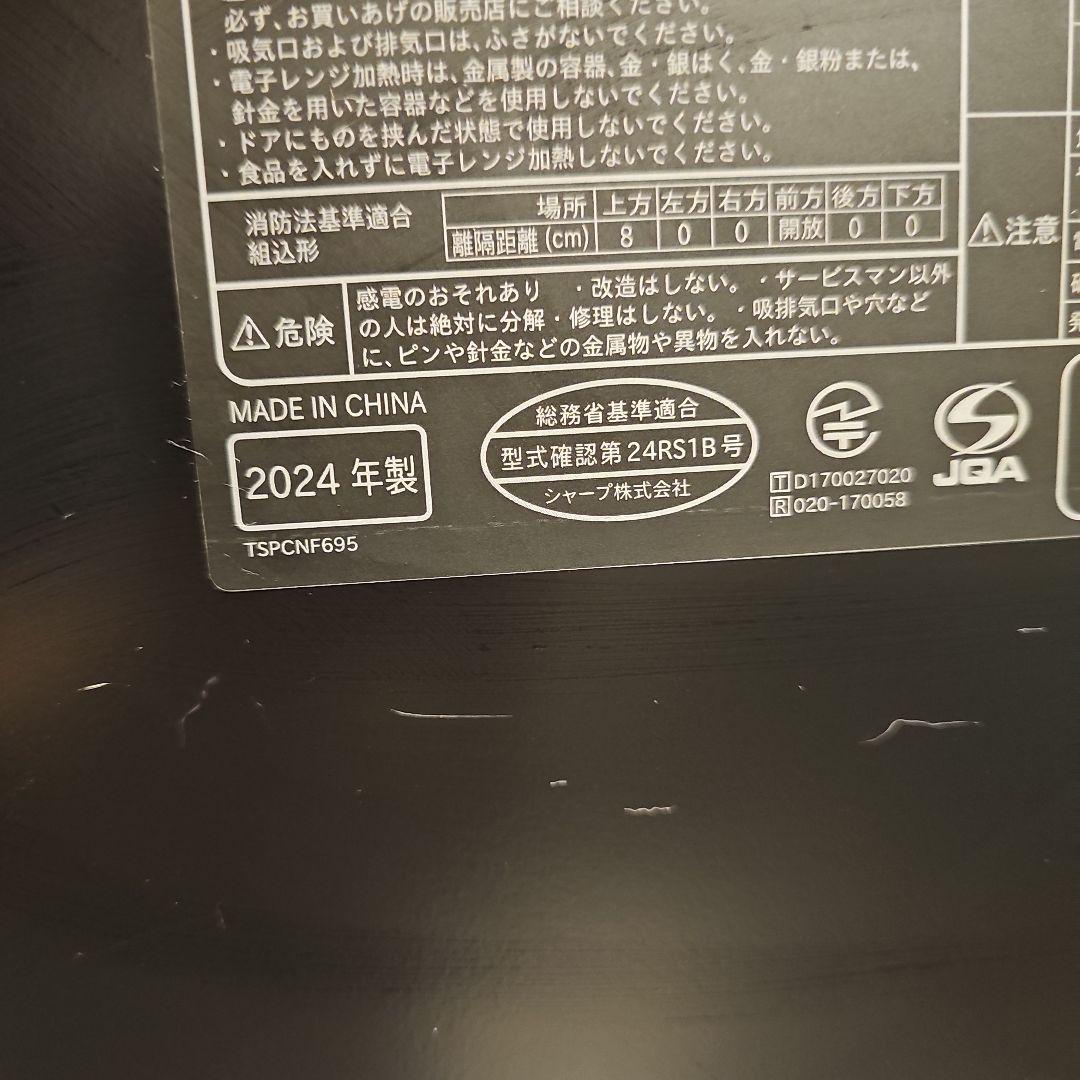 必ず、お買いあげの販売店にご相談ください。
・吸気口および排気口は、ふさがないでください。
・電子レンジ加熱時は、金属製の容器、金・銀はく、金・銀粉または、
針金を用いた容器などを使用しないでください。
・ドアにものを挟んだ状態で使用しないでください。
・食品を入れずに電子レンジ加熱しないでください。
消防法基準適合
組込形
場所 上方 左方 右方 前方 後方 下方
離隔距離(cm) 8 0 0 開放 0 0
⚠注意
⚠危険
感電のおそれあり ・改造はしない。 ・サービスマン以外
の人は絶対に分解・修理はしない。 ・吸排気口や穴など
に、ピンや針金などの金属物や異物を入れない。
MADE IN CHINA
2024年製
TSPCNF695
総務省基準適合
型式確認第24RS1B号
シャープ株式会社
T D170027020
R 020-170058
JQA